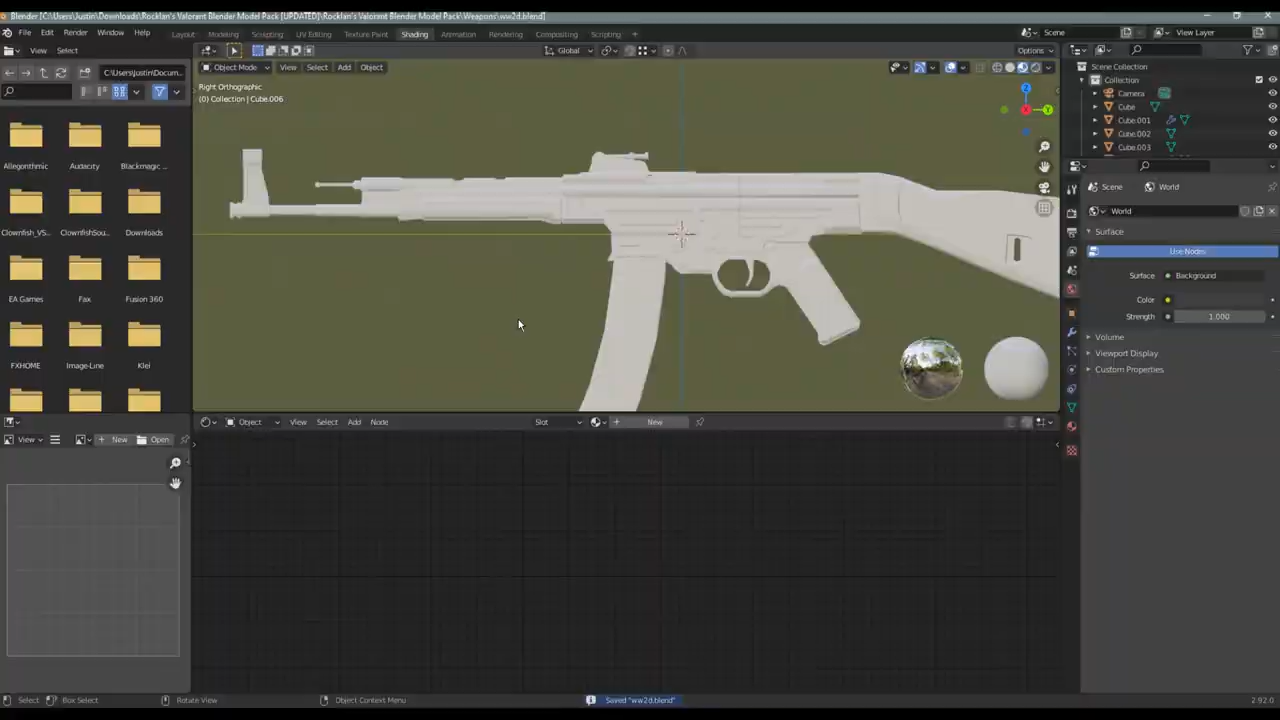 Blender [C:\Users\Justin\Downloads\Rocklan's Valorant Blender Model Pack [UPDATED]\Rocklan's Valorant Blender Model Pack\Weapons\ww2d.blend]
File Edit Render Window Help Layout Modeling Sculpting UV Editing Texture Paint Shading Animation Rendering Compositing Scripting Scene View Layer
View Select Global Options
C:\Users\Justin\Docum... Object Mode View Select Add Object Scene Collection
Right Orthographic
(0) Collection | Cube.006
Collection
Camera
Cube
Cube.001
Cube.002
Cube.003
Z
X
Y
Allegorithmic Audacity Blackmagic ...
Clownfish_VS... ClownfishSou... Downloads
EA Games Fax Fusion 360
FXHOME Image-Line Klei
Scene World
World
Surface
Use Nodes
Surface Background
Color
Strength 1.000
Volume
Viewport Display
Custom Properties
Object View Select Add Node Slot New
View New Open
Select Box Select Rotate View Object Context Menu Saved "ww2d.blend" 2.92.0